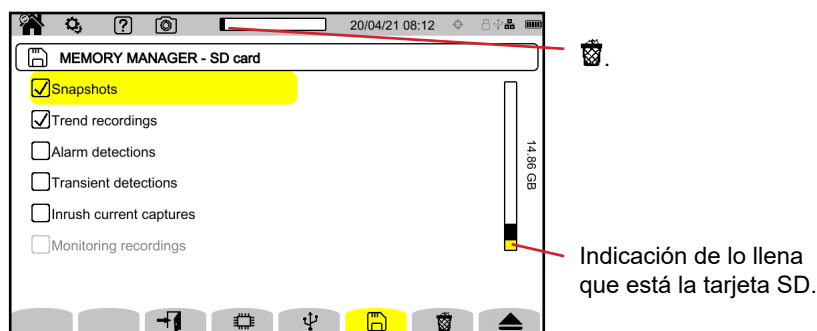 20/04/21 08:12
MEMORY MANAGER - SD card
Snapshots
Trend recordings
Alarm detections
Transient detections
Inrush current captures
Monitoring recordings
14.86 GB
.
Indicación de lo llena
que está la tarjeta SD.